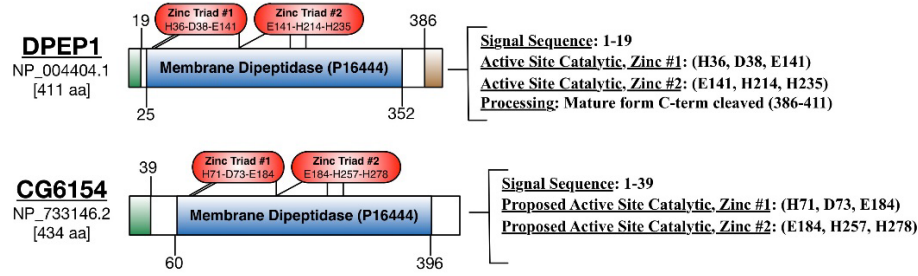 Zinc Triad #1
H36-D38-E141
Zinc Triad #2
E141-H214-H235
19
386
DPEP1
NP_004404.1
[411 aa]
Membrane Dipeptidase (P16444)
25
352
Signal Sequence: 1-19
Active Site Catalytic, Zinc #1: (H36, D38, E141)
Active Site Catalytic, Zinc #2: (E141, H214, H235)
Processing: Mature form C-term cleaved (386-411)
Zinc Triad #1
H71-D73-E184
Zinc Triad #2
E184-H257-H278
39
CG6154
NP_733146.2
[434 aa]
Membrane Dipeptidase (P16444)
60
396
Signal Sequence: 1-39
Proposed Active Site Catalytic, Zinc #1: (H71, D73, E184)
Proposed Active Site Catalytic, Zinc #2: (E184, H257, H278)